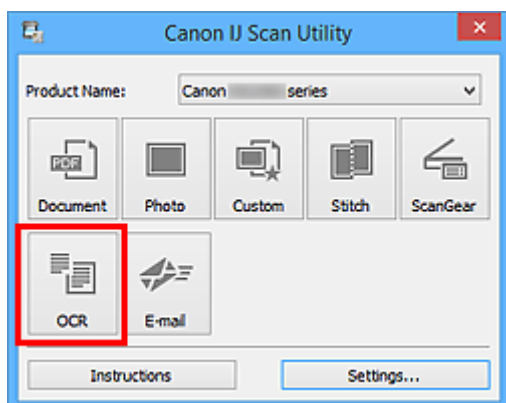 Canon IJ Scan Utility
Product Name: Canon series
PDF
Document Photo Custom Stitch ScanGear
OCR E-mail
Instructions Settings...